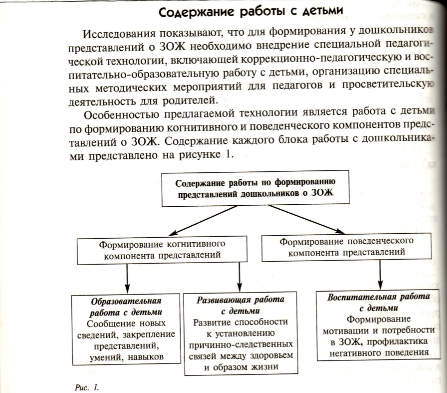 Содержание работы с детьми
Исследования показывают, что для формирования у дошкольников
представлений о ЗОЖ необходимо внедрение специальной педагоги-
ческой технологии, включающей коррекционно-педагогическую и вос-
питательно-образовательную работу с детьми, организацию специаль-
ных методических мероприятий для педагогов и просветительскую
деятельность для родителей.
Особенностью предлагаемой технологии является работа с детьми
по формированию когнитивного и поведенческого компонентов предс-
тавлений о ЗОЖ. Содержание каждого блока работы с дошкольника-
ми представлено на рисунке 1.
Содержание работы по формированию
представлений дошкольников о ЗОЖ
Формирование когнитивного
компонента представлений
Формирование поведенческого
компонента представлений
Образовательная
работа с детьми
Сообщение новых
сведений, закрепление
представлений,
умений, навыков
Развивающая работа
с детьми
Развитие способности
к установлению
причинно-следственных
связей между здоровьем
и образом жизни
Воспитательная работа
с детьми
Формирование
мотивации и потребности
в ЗОЖ, профилактика
негативного поведения
Рис. 1.